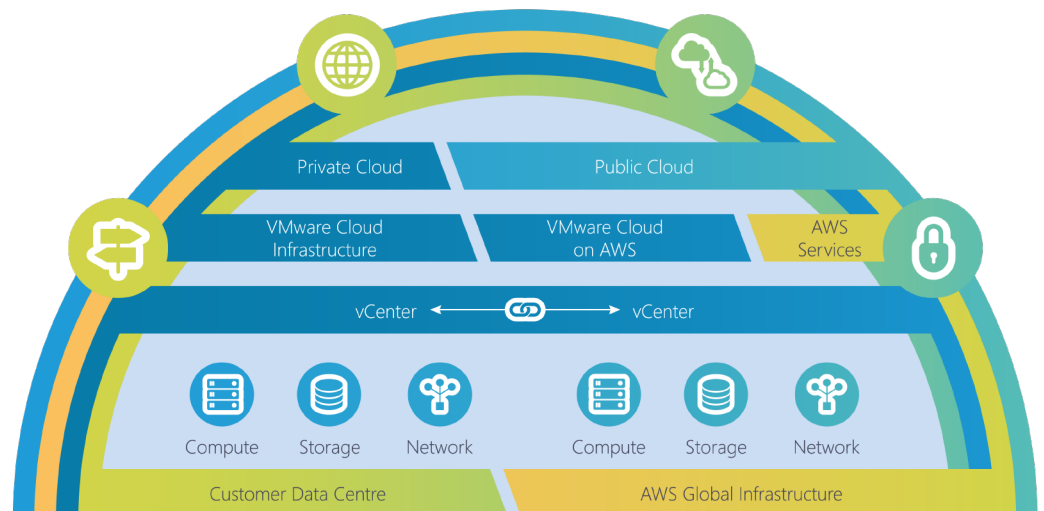 Private Cloud
Public Cloud
VMware Cloud
Infrastructure
VMware Cloud
on AWS
AWS
Services
vCenter
vCenter
Compute
Storage
Network
Compute
Storage
Network
Customer Data Centre
AWS Global Infrastructure